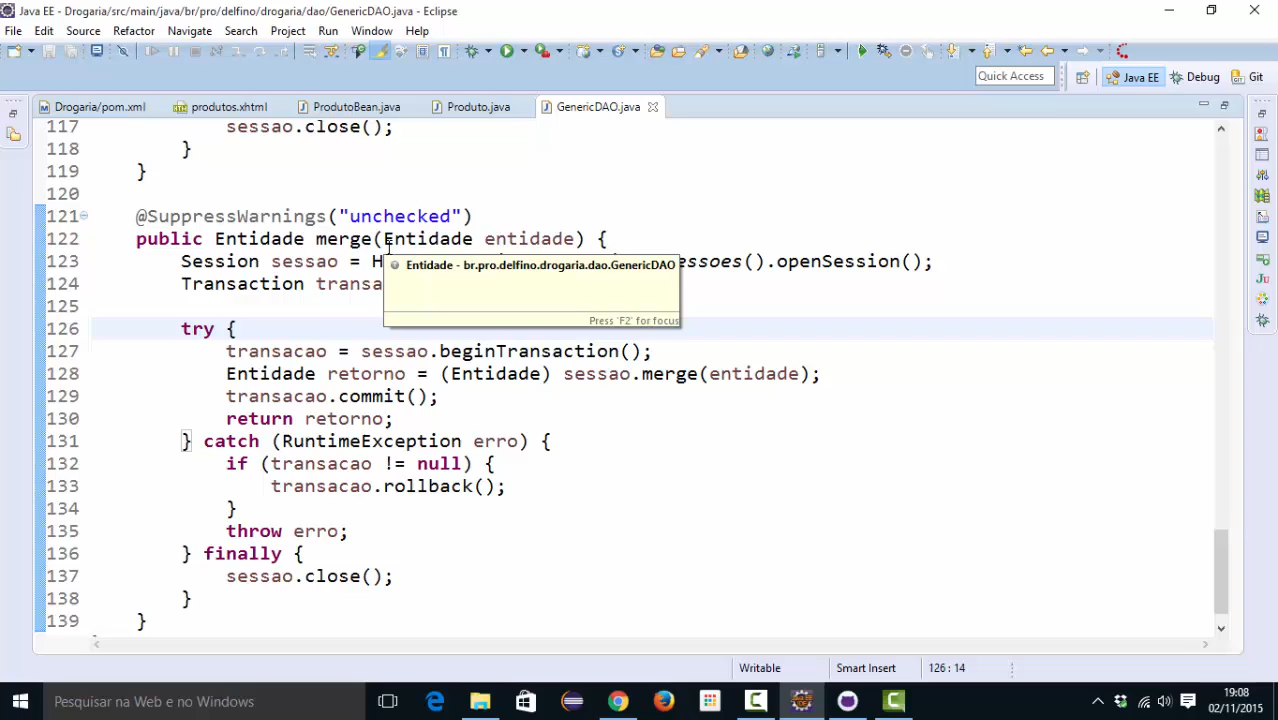 Java EE - Drogaria/src/main/java/br/pro/delfino/drogaria/dao/GenericDAO.java - Eclipse
File Edit Source Refactor Navigate Search Project Run Window Help
Quick Access
Java EE
Debug
Git
Drogaria/pom.xml
produtos.xhtml
ProdutoBean.java
Produto.java
GenericDAO.java
117 sessao.close();
118 }
119 }
120
121 @SuppressWarnings("unchecked")
122 public Entidade merge(Entidade entidade) {
123 Session sessao = H essoes().openSession();
Entidade - br.pro.delfino.drogaria.dao.GenericDAO
124 Transaction transa
125
Press 'F2' for focus
126 try {
127 transacao = sessao.beginTransaction();
128 Entidade retorno = (Entidade) sessao.merge(entidade);
129 transacao.commit();
130 return retorno;
131 } catch (RuntimeException erro) {
132 if (transacao != null) {
133 transacao.rollback();
134 }
135 throw erro;
136 } finally {
137 sessao.close();
138 }
139 }
Writable
Smart Insert
126 : 14
Pesquisar na Web e no Windows
19:08
02/11/2015